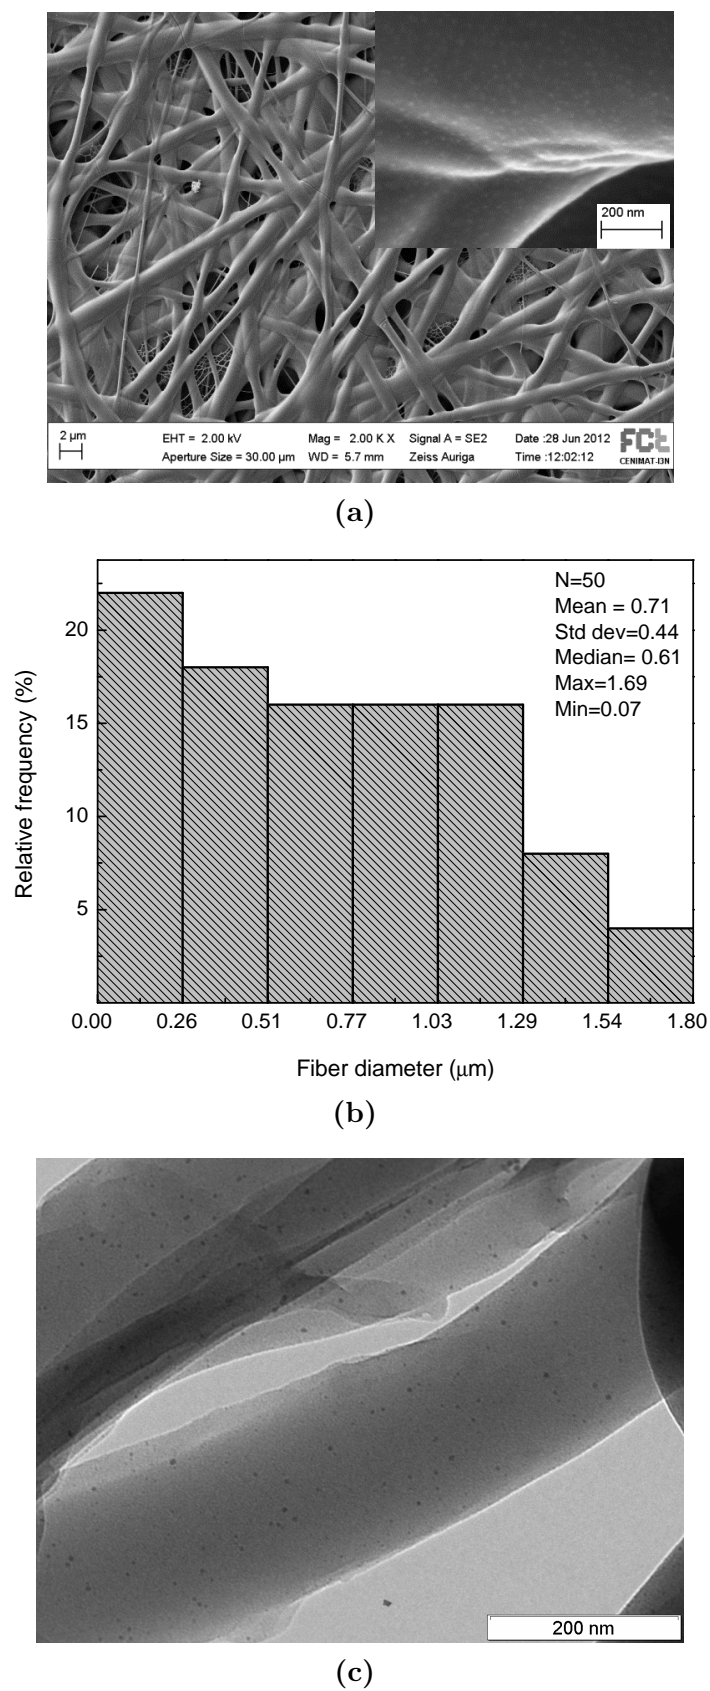 200 nm
2 µm
EHT = 2.00 kV
Mag = 2.00 K X
Signal A = SE2
Date :28 Jun 2012
Aperture Size = 30.00 µm
WD = 5.7 mm
Zeiss Auriga
Time :12:02:12
FCt
CENIMAT-I3N
(a)
N=50
Mean = 0.71
Std dev=0.44
Median= 0.61
Max=1.69
Min=0.07
20
15
10
5
Relative frequency (%)
0.00 0.26 0.51 0.77 1.03 1.29 1.54 1.80
Fiber diameter (µm)
(b)
200 nm
(c)